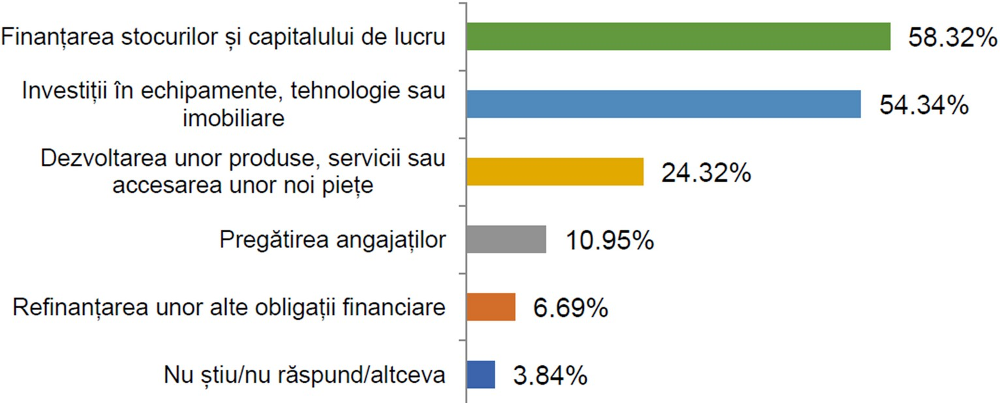 Finanțarea stocurilor și capitalului de lucru
58.32%
Investiții în echipamente, tehnologie sau
imobiliare
54.34%
Dezvoltarea unor produse, servicii sau
accesarea unor noi piețe
24.32%
Pregătirea angajaților
10.95%
Refinanțarea unor alte obligații financiare
6.69%
Nu știu/nu răspund/altceva
3.84%